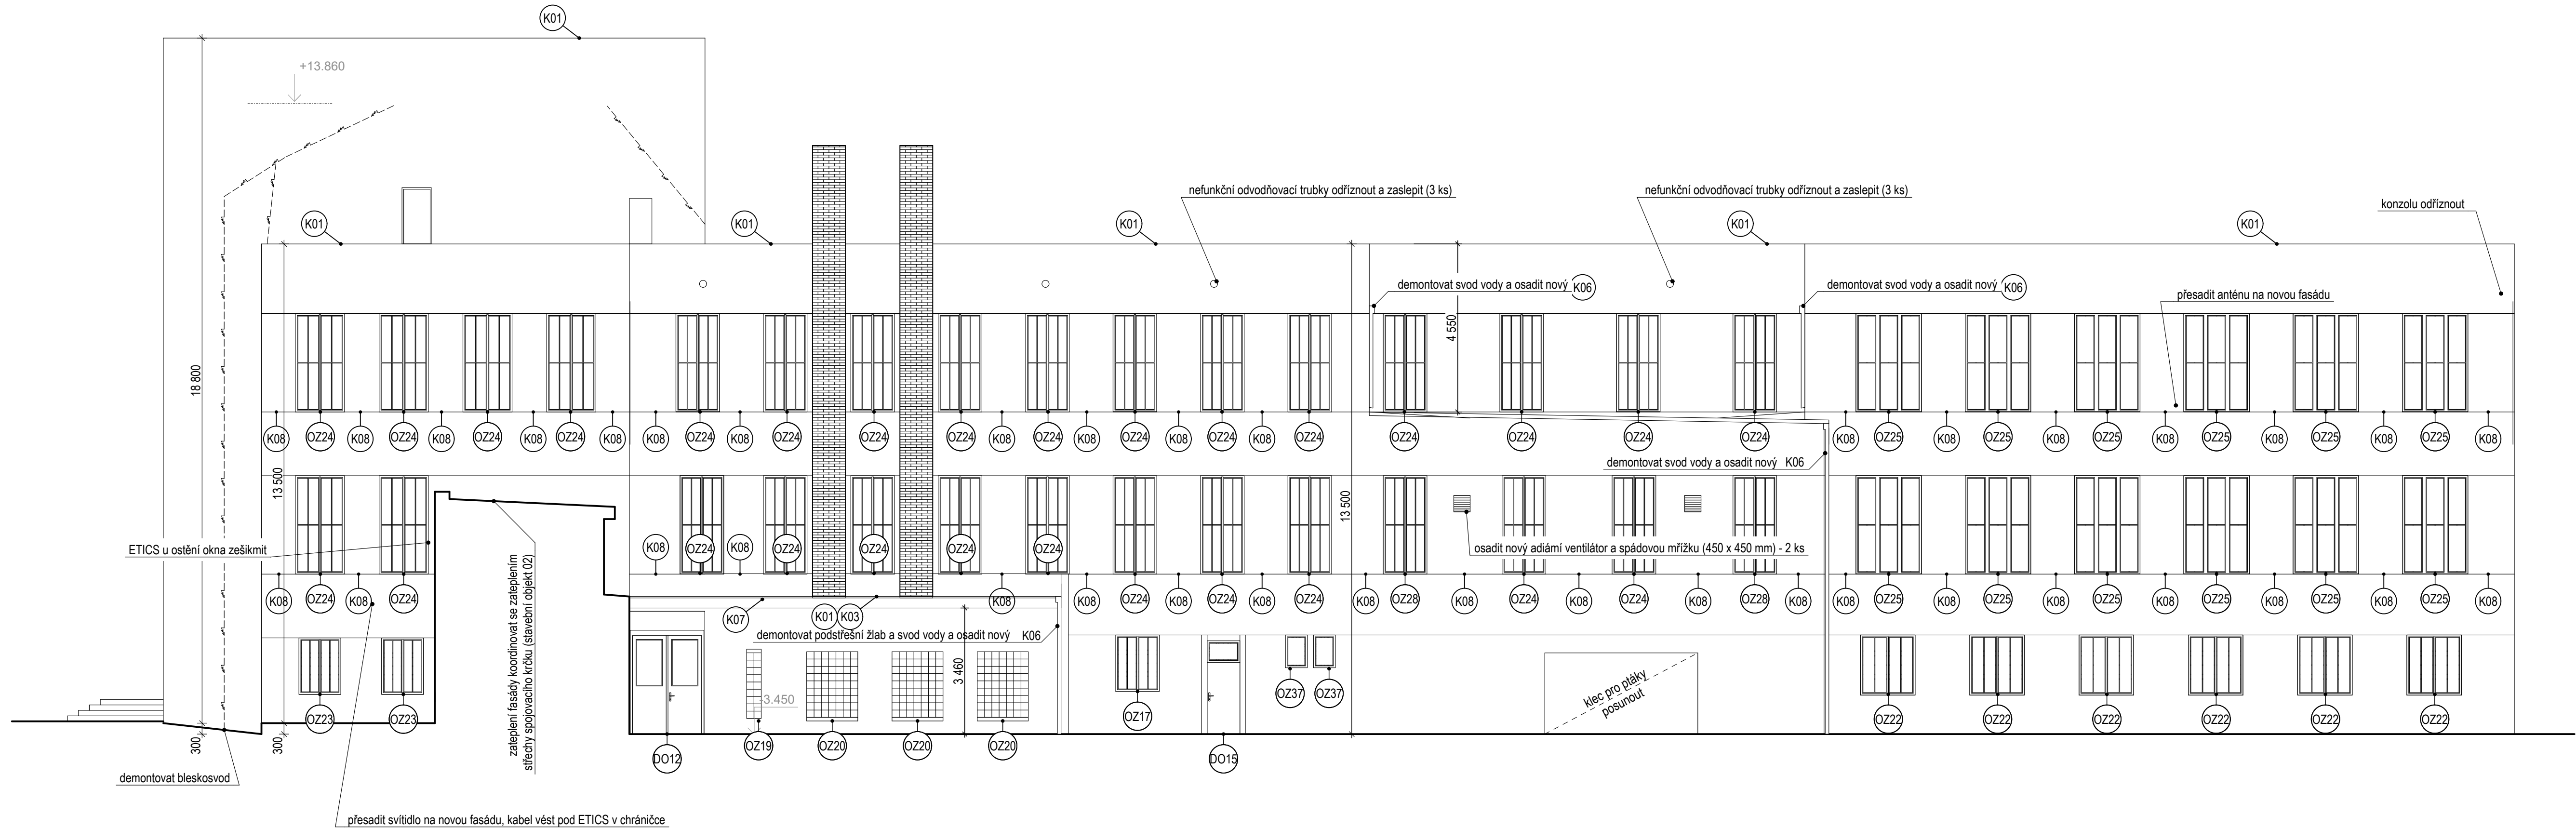 K01
+13.860
nefunkční odvodňovací trubky odříznout a zaslepit (3 ks)
nefunkční odvodňovací trubky odříznout a zaslepit (3 ks)
konzolu odříznout
K01
K01
K01
K01
K01
demontovat svod vody a osadit nový K06
demontovat svod vody a osadit nový K06
přesadit anténu na novou fasádu
18 800
4 550
K08 OZ24 K08 OZ24 K08 OZ24 K08 OZ24 K08 K08 OZ24 K08 OZ24 OZ24 OZ24 K08 OZ24 K08 OZ24 K08 OZ24 K08 OZ24 OZ24 OZ24 OZ24 OZ24 K08 OZ25 K08 OZ25 K08 OZ25 K08 OZ25 K08 OZ25 K08 OZ25 K08
demontovat svod vody a osadit nový K06
13 500
13 500
ETICS u ostění okna zešikmit
K08 OZ24 K08 OZ24 OZ24 OZ24 OZ24
osadit nový adiámí ventilátor a spádovou mřížku (450 x 450 mm) - 2 ks
K08 OZ24 K08 OZ24 K08 K08 OZ24 K08 OZ24 K08 OZ24 K08 OZ28 K08 OZ24 K08 OZ24 K08 OZ28 K08 K08 OZ25 K08 OZ25 K08 OZ25 K08 OZ25 K08 OZ25 K08 OZ25 K08
K07 K01 K03
demontovat podstřešní žlab a svod vody a osadit nový K06
zateplení fasády koordinovat se zateplením
střechy spojovacího krčku (stavební objekt 02)
3 460
-3.450
klec pro ptáky
posunout
OZ37 OZ37
OZ23 OZ23 OZ17 OZ22 OZ22 OZ22 OZ22 OZ22 OZ22
300
300
OZ19 OZ20 OZ20 OZ20
DO12 DO15
demontovat bleskosvod
přesadit svítidlo na novou fasádu, kabel vést pod ETICS v chráničce